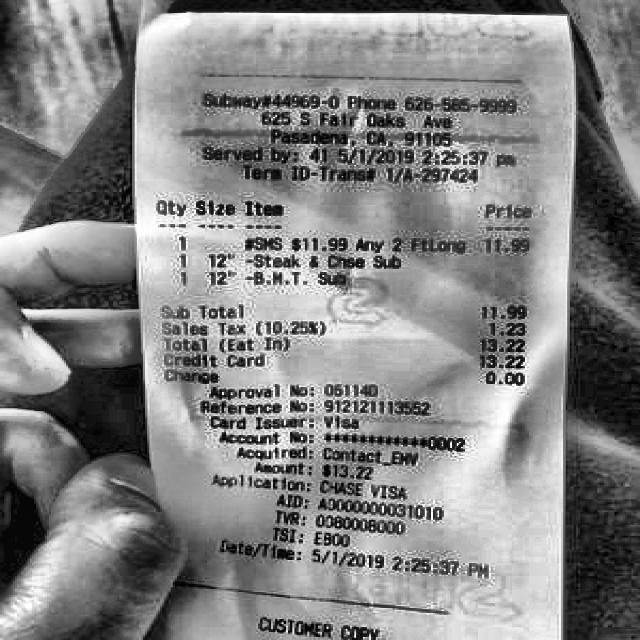 Subway#44969-0 Phone 626-585-9999
625 S Fair Oaks Ave
Pasadena, CA, 91105
Served by: 41 5/1/2019 2:25:37 pm
Term ID-Trans# 1/A-297424
Qty Size Item Price
--- ---- ---- -----
1 #SMS $11.99 Any 2 FtLong 11.99
1 12" -Steak & Chse Sub
1 12" -B.M.T. Sub
Sub Total 11.99
Sales Tax (10.25%) 1.23
Total (Eat In) 13.22
Credit Card 13.22
Change 0.00
Approval No: 05114D
Reference No: 912121113552
Card Issuer: Visa
Account No: ************0002
Acquired: Contact_EMV
Amount: $13.22
Application: CHASE VISA
AID: A0000000031010
TVR: 0080008000
TSI: E800
Date/Time: 5/1/2019 2:25:37 PM
CUSTOMER COPY